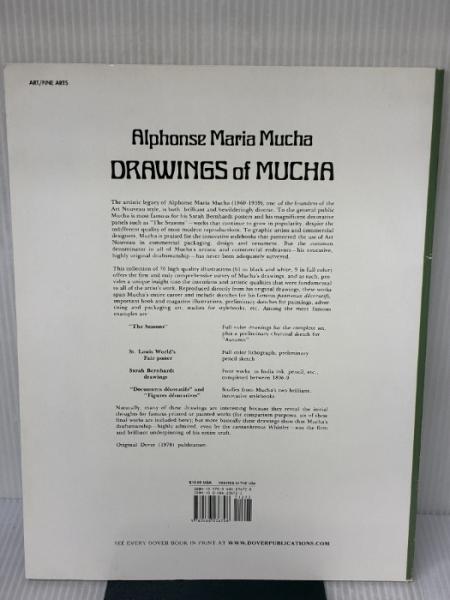 ART/FINE ARTS
Alphonse Maria Mucha
DRAWINGS of MUCHA
The artistic legacy of Alphonse Maria Mucha (1860–1939), one of the founders of the
Art Nouveau style, is both brilliant and bewilderingly diverse. To the general public
Mucha is most famous for his Sarah Bernhardt posters and his magnificent decorative
panels such as "The Seasons"—works that continue to grow in popularity, despite the
indifferent quality of most modern reproductions. To graphic artists and commercial
designers, Mucha is praised for the innovative stylebooks that pioneered the use of Art
Nouveau in commercial packaging, design and ornament. But the common
denominator in all of Mucha's artistic and commercial endeavors—his evocative,
highly original draftsmanship—has never been adequately surveyed.
This collection of 70 high quality illustrations (61 in black and white, 9 in full color)
offers the first and only comprehensive survey of Mucha's drawings, and as such, pro-
vides a unique insight into the intentions and artistic qualities that were fundamental
to all of the artist's work. Reproduced directly from his original drawings, these works
span Mucha's entire career and include sketches for his famous panneaux décoratifs,
important book and magazine illustrations, preliminary sketches for paintings, adver-
tising and packaging art, studies for stylebooks, etc. Among the most famous
examples are
"The Seasons" Full color drawings for the complete set,
plus a preliminary charcoal sketch for
"Autumn"
St. Louis World's Full color lithograph; preliminary
Fair poster pencil sketch
Sarah Bernhardt Four works in India ink, pencil, etc.,
drawings completed between 1896-9
"Documents décoratifs" and Studies from Mucha's two brilliant,
"Figures décoratives" innovative stylebooks
Naturally, many of these drawings are interesting because they reveal the initial
thoughts for famous printed or painted works (for comparison purposes, six of these
final works are included here); but more basically these drawings show that Mucha's
draftsmanship—highly admired, even by the cantankerous Whistler—was the firm
and brilliant underpinning of his entire craft.
Original Dover (1978) publication.
PRINTED IN THE USA
SEE EVERY DOVER BOOK IN PRINT AT WWW.DOVERPUBLICATIONS.COM